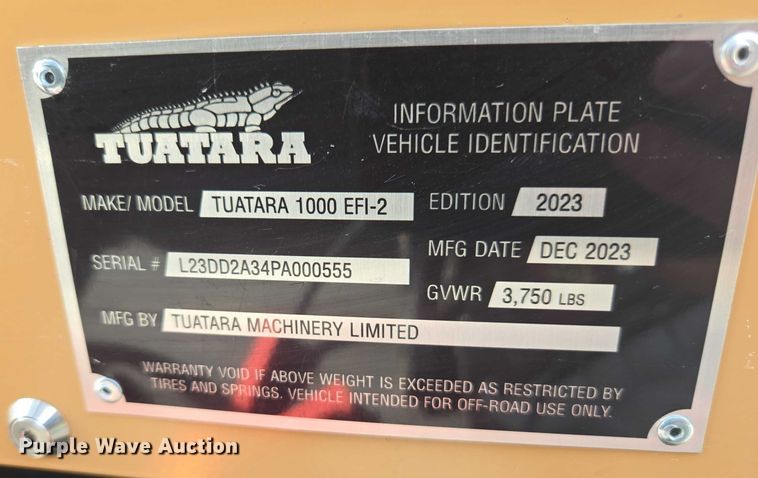 TUATARA
INFORMATION PLATE
VEHICLE IDENTIFICATION
MAKE/ MODEL TUATARA 1000 EFI-2
EDITION 2023
SERIAL # L23DD2A34PA000555
MFG DATE DEC 2023
GVWR 3,750 LBS
MFG BY TUATARA MACHINERY LIMITED
WARRANTY VOID IF ABOVE WEIGHT IS EXCEEDED AS RESTRICTED BY
TIRES AND SPRINGS. VEHICLE INTENDED FOR OFF-ROAD USE ONLY.
Purple Wave Auction